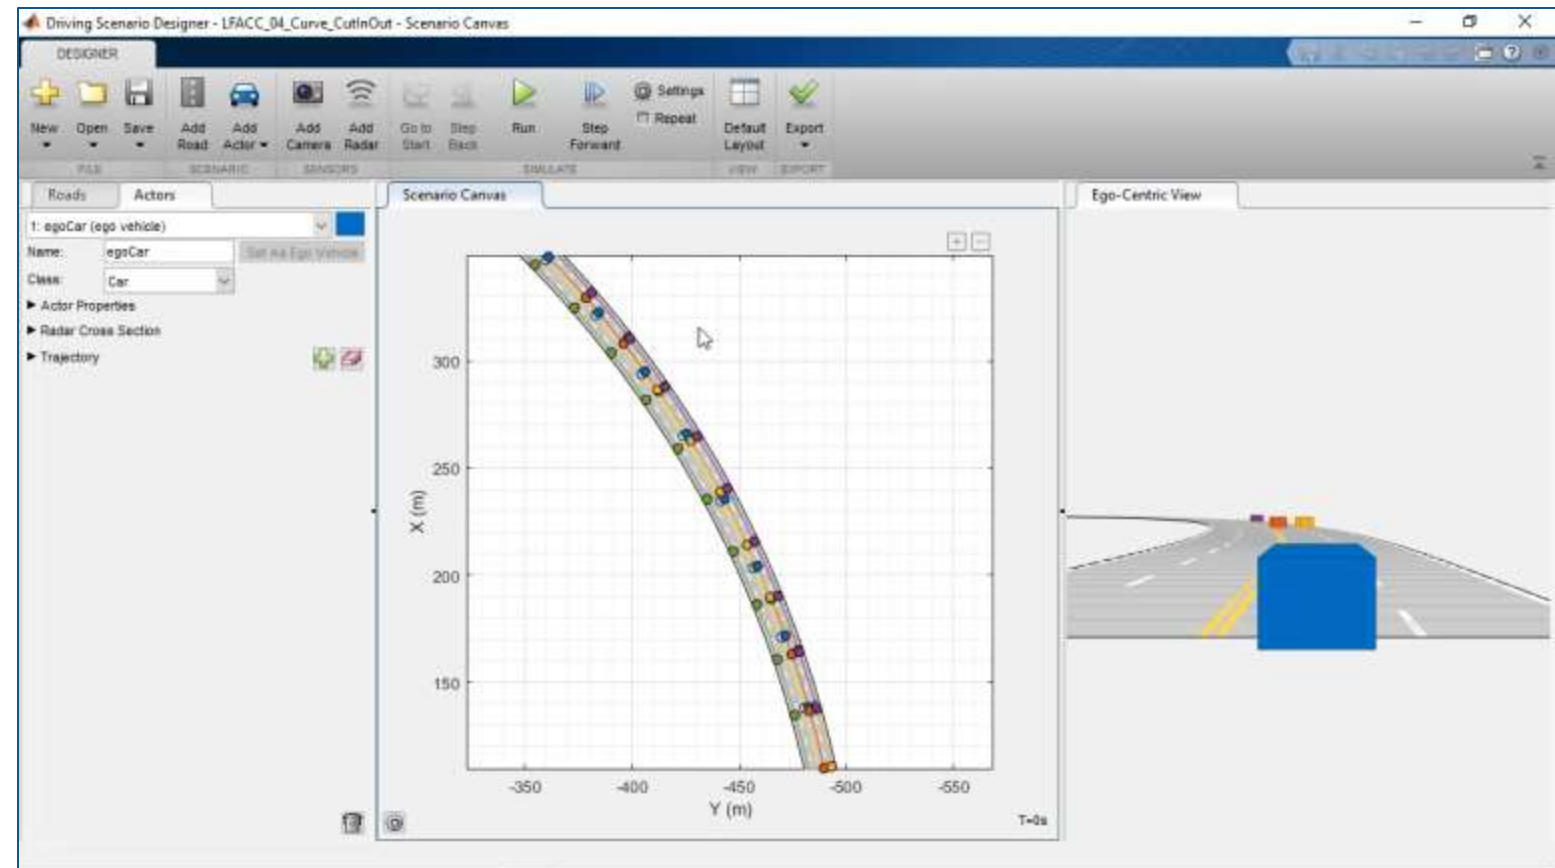 Driving Scenario Designer - LFACC_04_Curve_CutInOut - Scenario Canvas
DESIGNER
New Open Save Add Road Add Actor Add Camera Add Radar Go to Start Step Back Run Step Forward Settings Repeat Default Layout Export
FILE SCENARIO SENSORS SIMULATE VIEW EXPORT
Roads Actors Scenario Canvas Ego-Centric View
1: egoCar (ego vehicle)
Name: egoCar Set As Ego Vehicle
Class: Car
Actor Properties
Radar Cross Section
Trajectory
300
250
200
150
X (m)
-350 -400 -450 -500 -550
Y (m)
T=0s